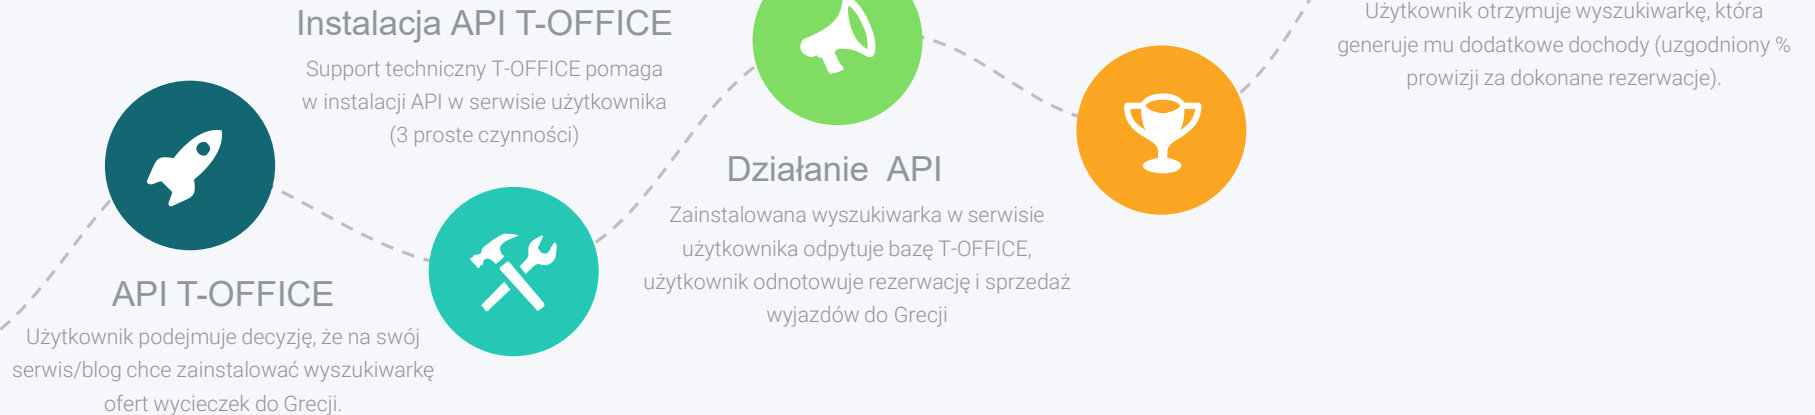 API T-OFFICE
Użytkownik podejmuje decyzję, że na swój
serwis/blog chce zainstalować wyszukiwarkę
ofert wycieczek do Grecji.
Instalacja API T-OFFICE
Support techniczny T-OFFICE pomaga
w instalacji API w serwisie użytkownika
(3 proste czynności)
Działanie API
Zainstalowana wyszukiwarka w serwisie
użytkownika odpytuje bazę T-OFFICE,
użytkownik odnotowuje rezerwację i sprzedaż
wyjazdów do Grecji
Użytkownik otrzymuje wyszukiwarkę, która
generuje mu dodatkowe dochody (uzgodniony %
prowizji za dokonane rezerwacje).